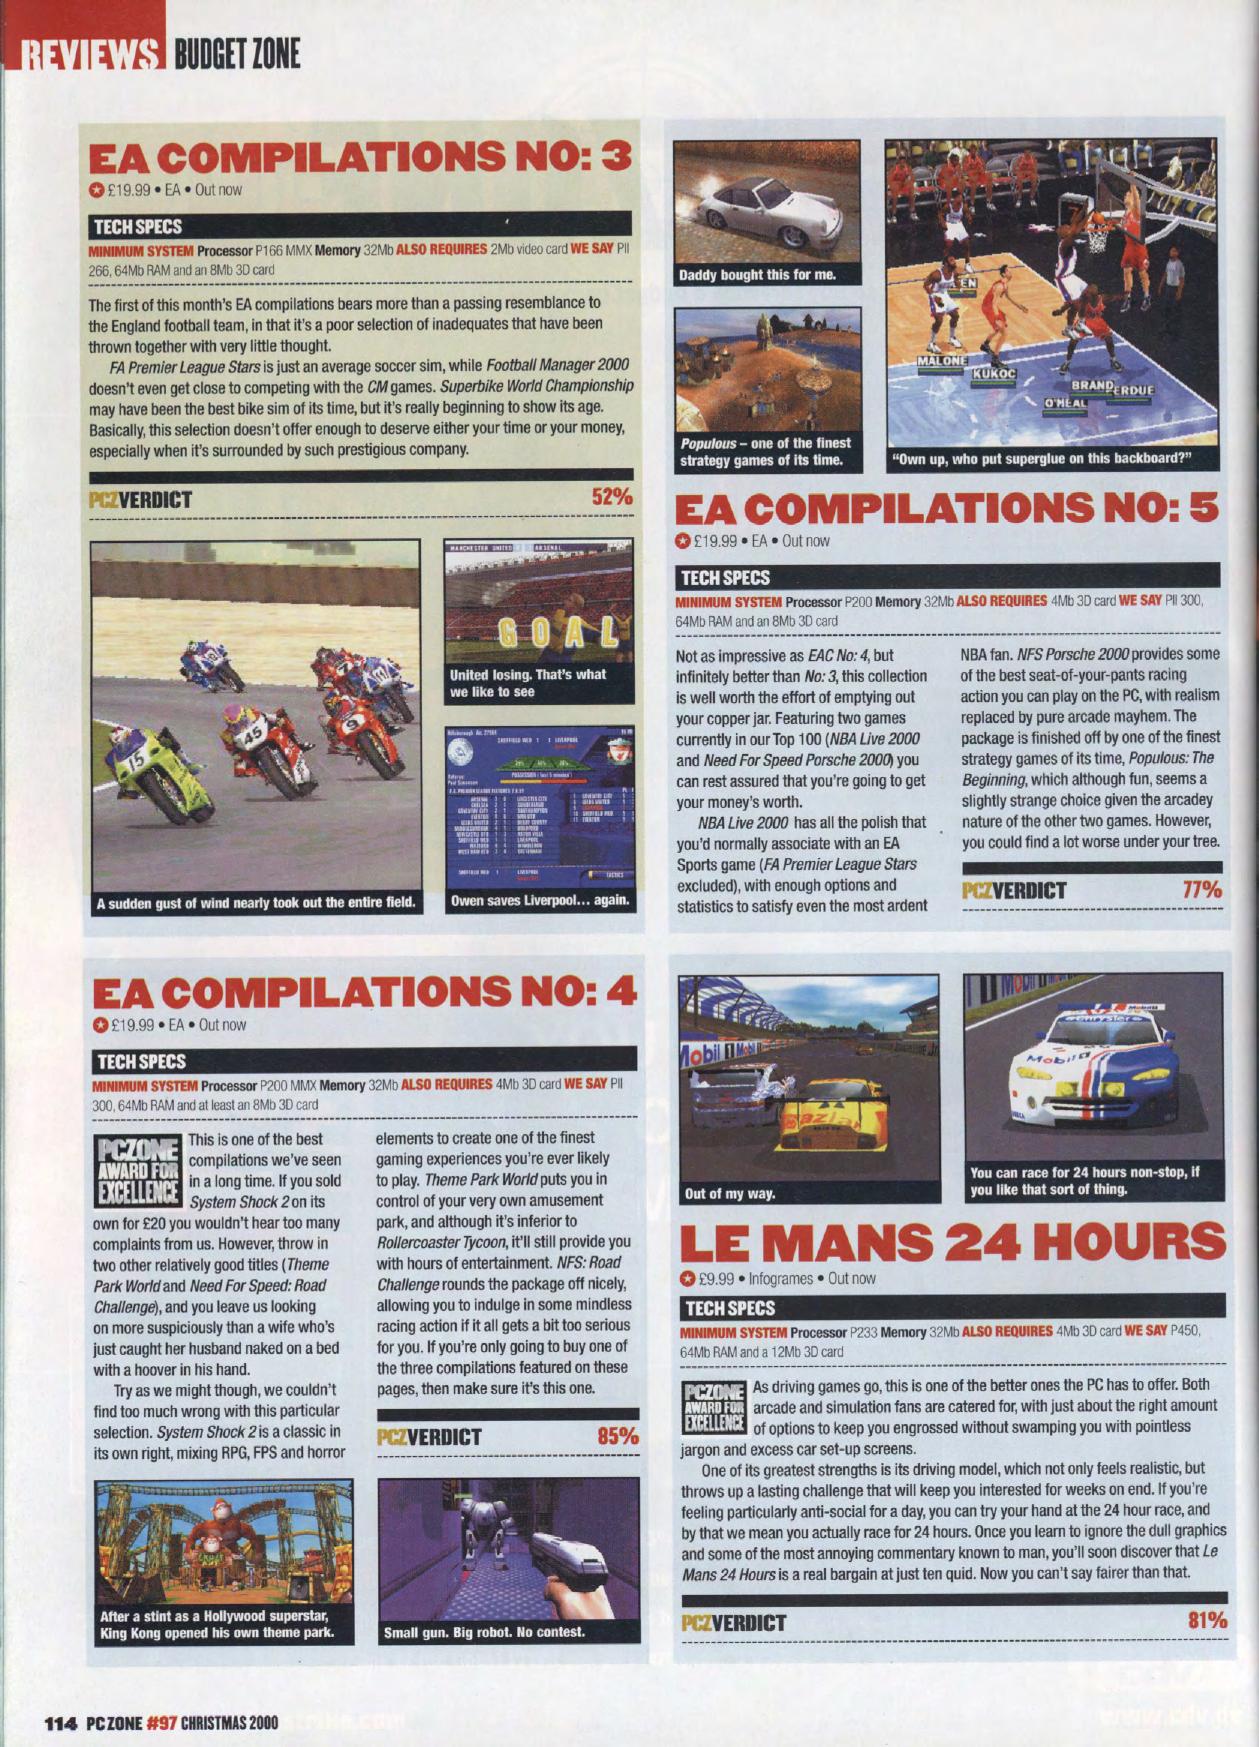 REVIEWS BUDGET ZONE
EA COMPILATIONS NO: 3
£19.99 • EA • Out now
TECH SPECS
MINIMUM SYSTEM Processor P166 MMX Memory 32Mb ALSO REQUIRES 2Mb video card WE SAY PII
266, 64Mb RAM and an 8Mb 3D card
The first of this month's EA compilations bears more than a passing resemblance to
the England football team, in that it's a poor selection of inadequates that have been
thrown together with very little thought.
FA Premier League Stars is just an average soccer sim, while Football Manager 2000
doesn't even get close to competing with the CM games. Superbike World Championship
may have been the best bike sim of its time, but it's really beginning to show its age.
Basically, this selection doesn't offer enough to deserve either your time or your money,
especially when it's surrounded by such prestigious company.
PCZVERDICT 52%
15
45
9
A sudden gust of wind nearly took out the entire field.
MANCHESTER UNITED ARSENAL
GOAL
United losing. That's what
we like to see
SHEFFIELD WED 1 1 LIVERPOOL
TACTICS
Owen saves Liverpool... again.
EA COMPILATIONS NO: 4
£19.99 • EA • Out now
TECH SPECS
MINIMUM SYSTEM Processor P200 MMX Memory 32Mb ALSO REQUIRES 4Mb 3D card WE SAY PII
300, 64Mb RAM and at least an 8Mb 3D card
PCZONE
AWARD FOR
EXCELLENCE
This is one of the best
compilations we've seen
in a long time. If you sold
System Shock 2 on its
own for £20 you wouldn't hear too many
complaints from us. However, throw in
two other relatively good titles (Theme
Park World and Need For Speed: Road
Challenge), and you leave us looking
on more suspiciously than a wife who's
just caught her husband naked on a bed
with a hoover in his hand.
Try as we might though, we couldn't
find too much wrong with this particular
selection. System Shock 2 is a classic in
its own right, mixing RPG, FPS and horror
elements to create one of the finest
gaming experiences you're ever likely
to play. Theme Park World puts you in
control of your very own amusement
park, and although it's inferior to
Rollercoaster Tycoon, it'll still provide you
with hours of entertainment. NFS: Road
Challenge rounds the package off nicely,
allowing you to indulge in some mindless
racing action if it all gets a bit too serious
for you. If you're only going to buy one of
the three compilations featured on these
pages, then make sure it's this one.
PCZVERDICT 85%
After a stint as a Hollywood superstar,
King Kong opened his own theme park.
Small gun. Big robot. No contest.
Daddy bought this for me.
Populous – one of the finest
strategy games of its time.
MALONE
KUKOC
BRAND
ERDUE
O'NEAL
"Own up, who put superglue on this backboard?"
EA COMPILATIONS NO: 5
£19.99 • EA • Out now
TECH SPECS
MINIMUM SYSTEM Processor P200 Memory 32Mb ALSO REQUIRES 4Mb 3D card WE SAY PII 300,
64Mb RAM and an 8Mb 3D card
Not as impressive as EAC No: 4, but
infinitely better than No: 3, this collection
is well worth the effort of emptying out
your copper jar. Featuring two games
currently in our Top 100 (NBA Live 2000
and Need For Speed Porsche 2000) you
can rest assured that you're going to get
your money's worth.
NBA Live 2000 has all the polish that
you'd normally associate with an EA
Sports game (FA Premier League Stars
excluded), with enough options and
statistics to satisfy even the most ardent
NBA fan. NFS Porsche 2000 provides some
of the best seat-of-your-pants racing
action you can play on the PC, with realism
replaced by pure arcade mayhem. The
package is finished off by one of the finest
strategy games of its time, Populous: The
Beginning, which although fun, seems a
slightly strange choice given the arcadey
nature of the other two games. However,
you could find a lot worse under your tree.
PCZVERDICT 77%
Mobil 1
Out of my way.
Mobil 1
You can race for 24 hours non-stop, if
you like that sort of thing.
LE MANS 24 HOURS
£9.99 • Infogrames • Out now
TECH SPECS
MINIMUM SYSTEM Processor P233 Memory 32Mb ALSO REQUIRES 4Mb 3D card WE SAY P450,
64Mb RAM and a 12Mb 3D card
PCZONE
AWARD FOR
EXCELLENCE
As driving games go, this is one of the better ones the PC has to offer. Both
arcade and simulation fans are catered for, with just about the right amount
of options to keep you engrossed without swamping you with pointless
jargon and excess car set-up screens.
One of its greatest strengths is its driving model, which not only feels realistic, but
throws up a lasting challenge that will keep you interested for weeks on end. If you're
feeling particularly anti-social for a day, you can try your hand at the 24 hour race, and
by that we mean you actually race for 24 hours. Once you learn to ignore the dull graphics
and some of the most annoying commentary known to man, you'll soon discover that Le
Mans 24 Hours is a real bargain at just ten quid. Now you can't say fairer than that.
PCZVERDICT 81%
114 PCZONE #97 CHRISTMAS 2000